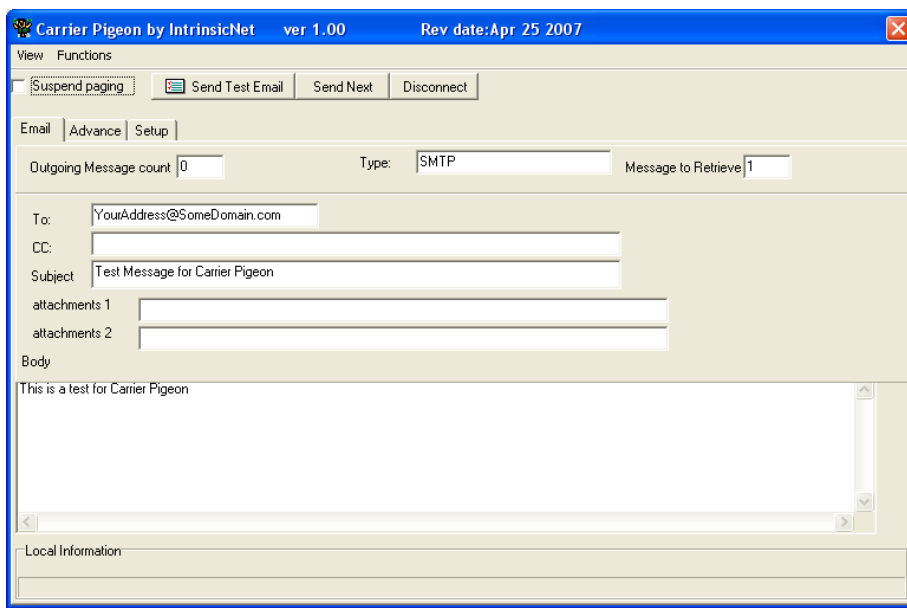 Carrier Pigeon by IntrinsicNet ver 1.00 Rev date:Apr 25 2007
View Functions
Suspend paging Send Test Email Send Next Disconnect
Email Advance Setup
Outgoing Message count 0 Type: SMTP Message to Retrieve 1
To: YourAddress@SomeDomain.com
CC:
Subject Test Message for Carrier Pigeon
attachments 1
attachments 2
Body
This is a test for Carrier Pigeon
Local Information